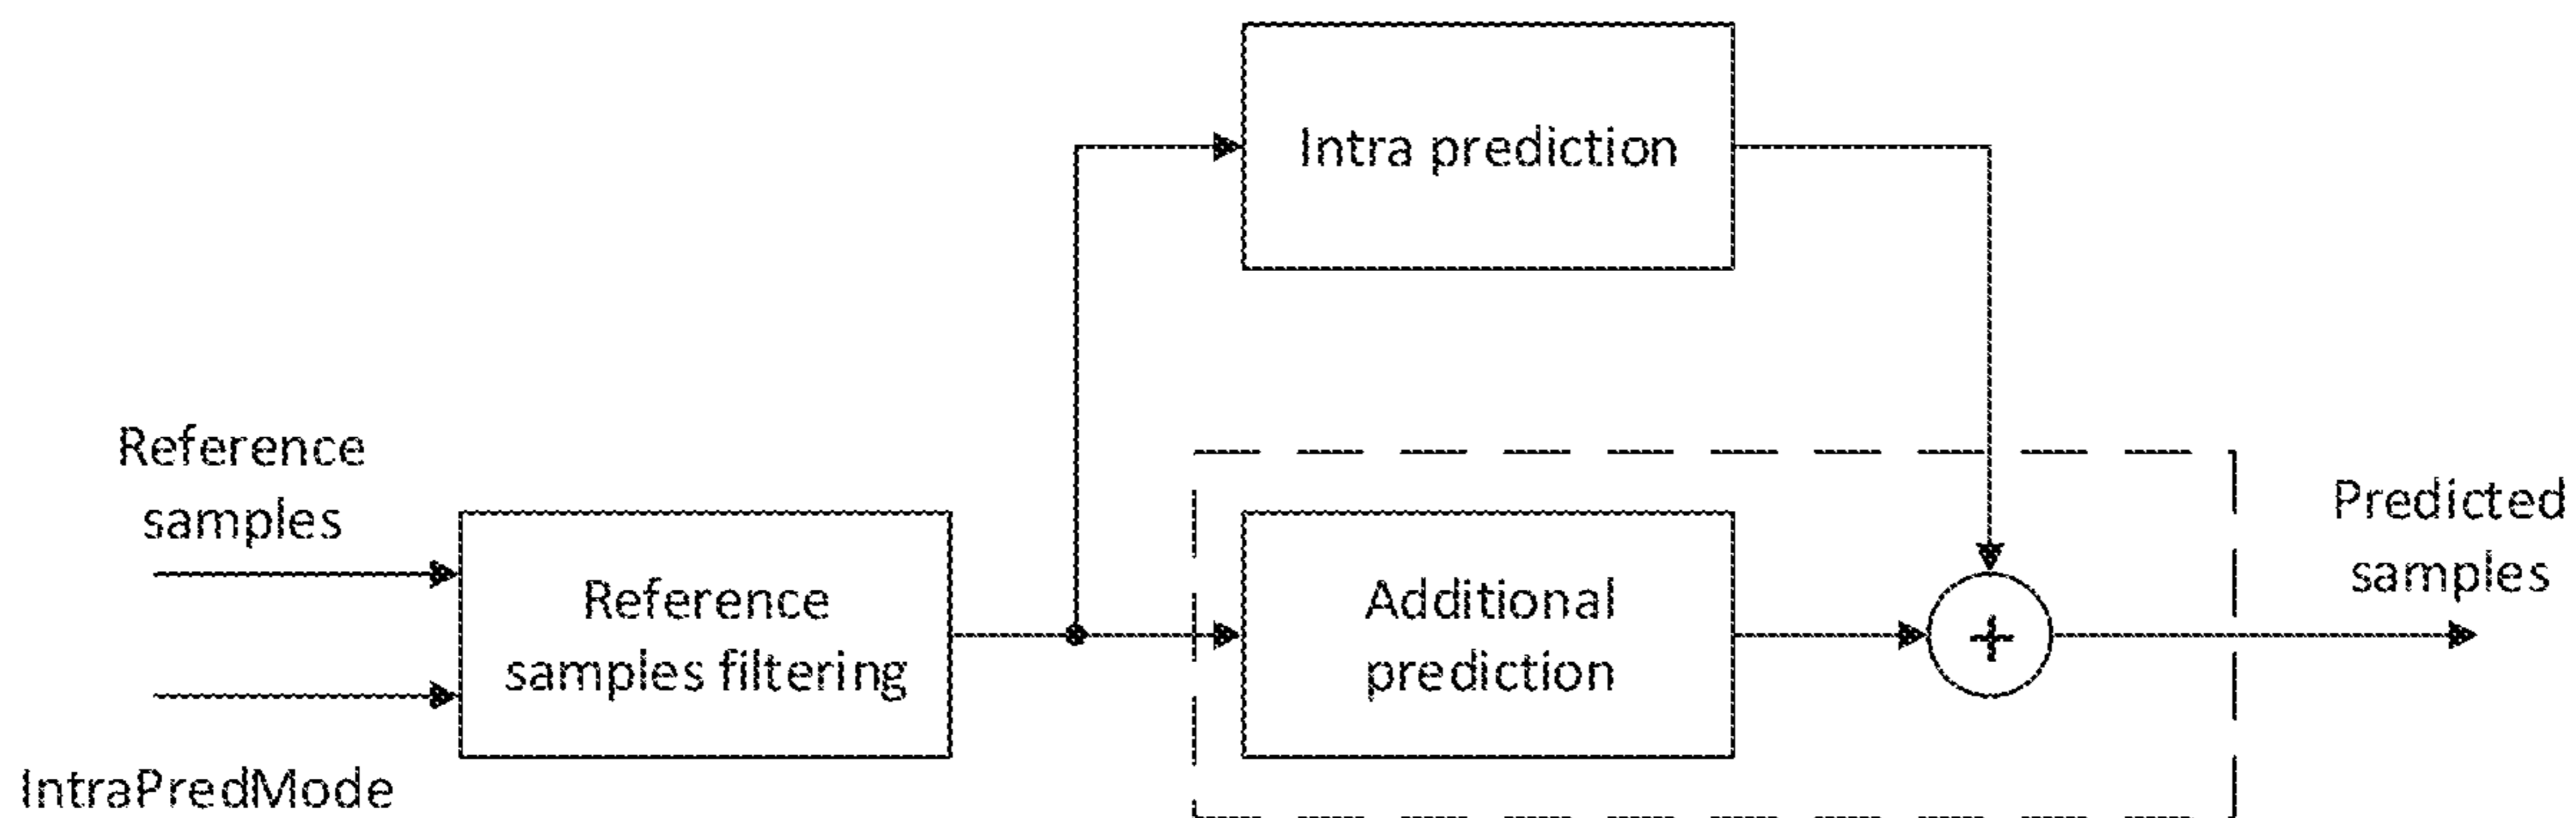 Intra prediction
Reference
samples
Predicted
samples
Reference
samples filtering
Additional
prediction
+
IntraPredMode